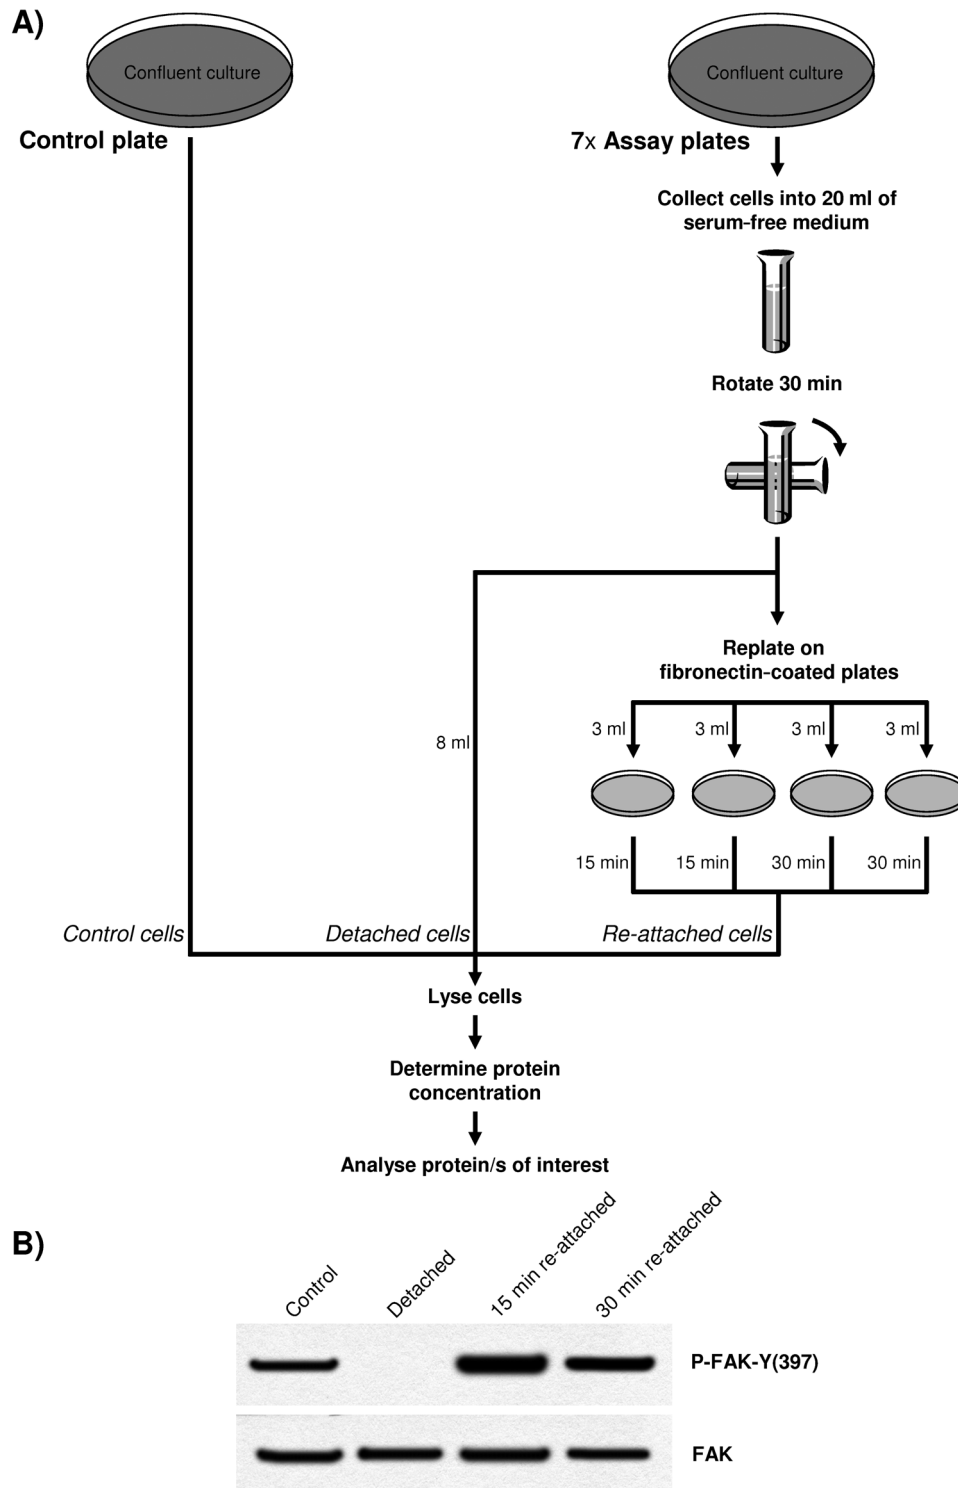 A)
Confluent culture
Confluent culture
Control plate
7x Assay plates
Collect cells into 20 ml of
serum-free medium
Rotate 30 min
Replate on
fibronectin-coated plates
3 ml
3 ml
3 ml
3 ml
8 ml
15 min
15 min
30 min
30 min
Control cells
Detached cells
Re-attached cells
Lyse cells
Determine protein
concentration
Analyse protein/s of interest
B)
Control
Detached
15 min re-attached
30 min re-attached
P-FAK-Y(397)
FAK